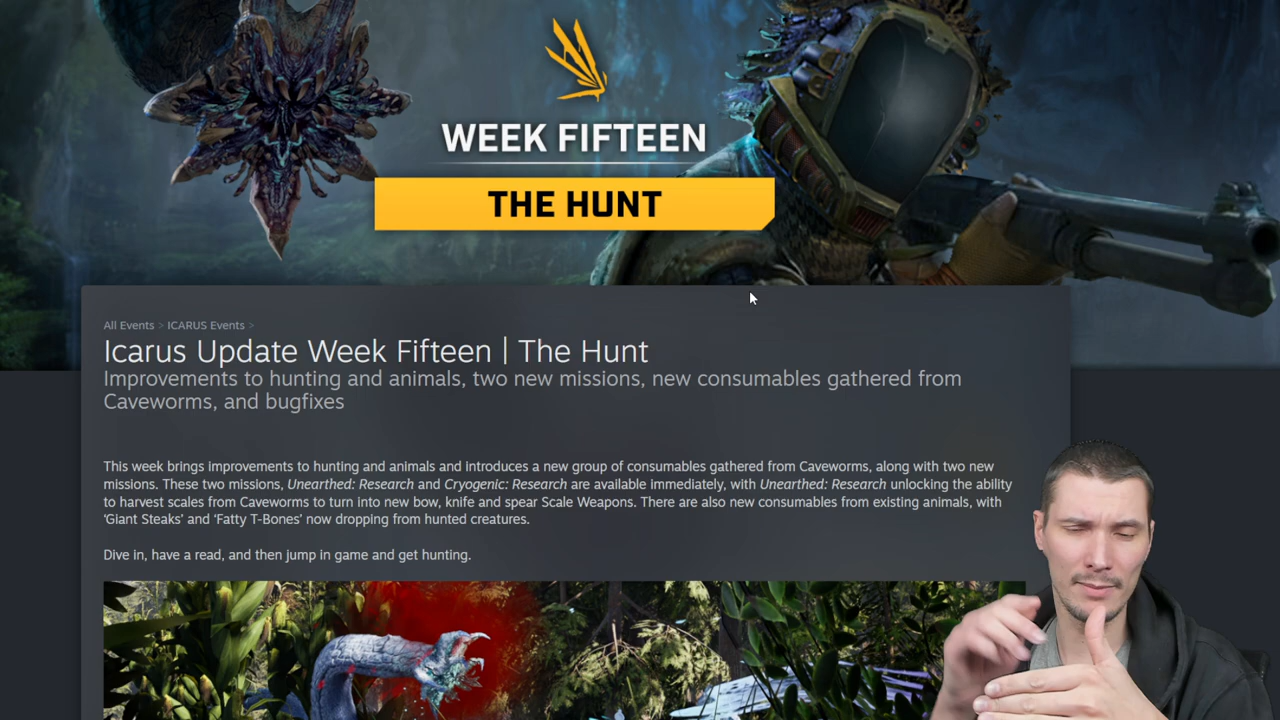 WEEK FIFTEEN
THE HUNT
All Events > ICARUS Events >
Icarus Update Week Fifteen | The Hunt
Improvements to hunting and animals, two new missions, new consumables gathered from
Caveworms, and bugfixes
This week brings improvements to hunting and animals and introduces a new group of consumables gathered from Caveworms, along with two new
missions. These two missions, Unearthed: Research and Cryogenic: Research are available immediately, with Unearthed: Research unlocking the ability
to harvest scales from Caveworms to turn into new bow, knife and spear Scale Weapons. There are also new consumables from existing animals, with
‘Giant Steaks’ and ‘Fatty T-Bones’ now dropping from hunted creatures.
Dive in, have a read, and then jump in game and get hunting.